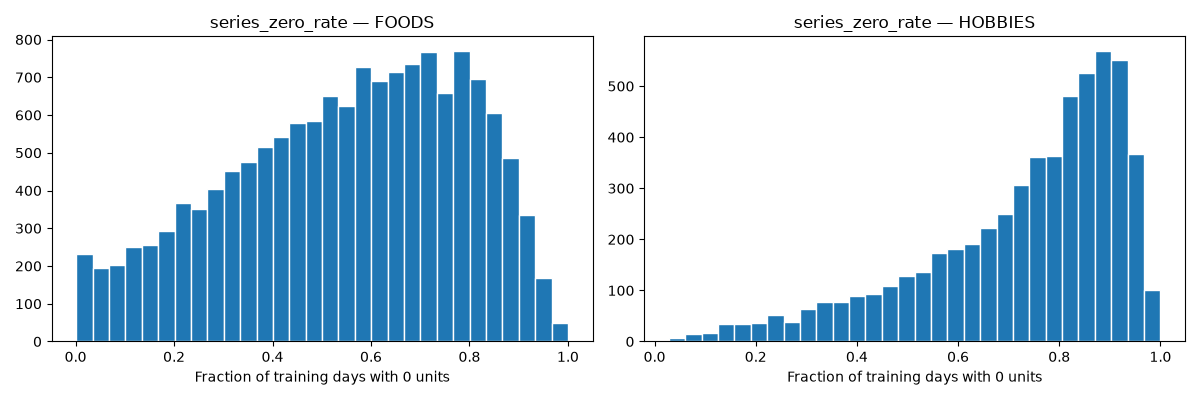 series_zero_rate — FOODS
800
700
600
500
400
300
200
100
0
0.0 0.2 0.4 0.6 0.8 1.0
Fraction of training days with 0 units
series_zero_rate — HOBBIES
500
400
300
200
100
0
0.0 0.2 0.4 0.6 0.8 1.0
Fraction of training days with 0 units